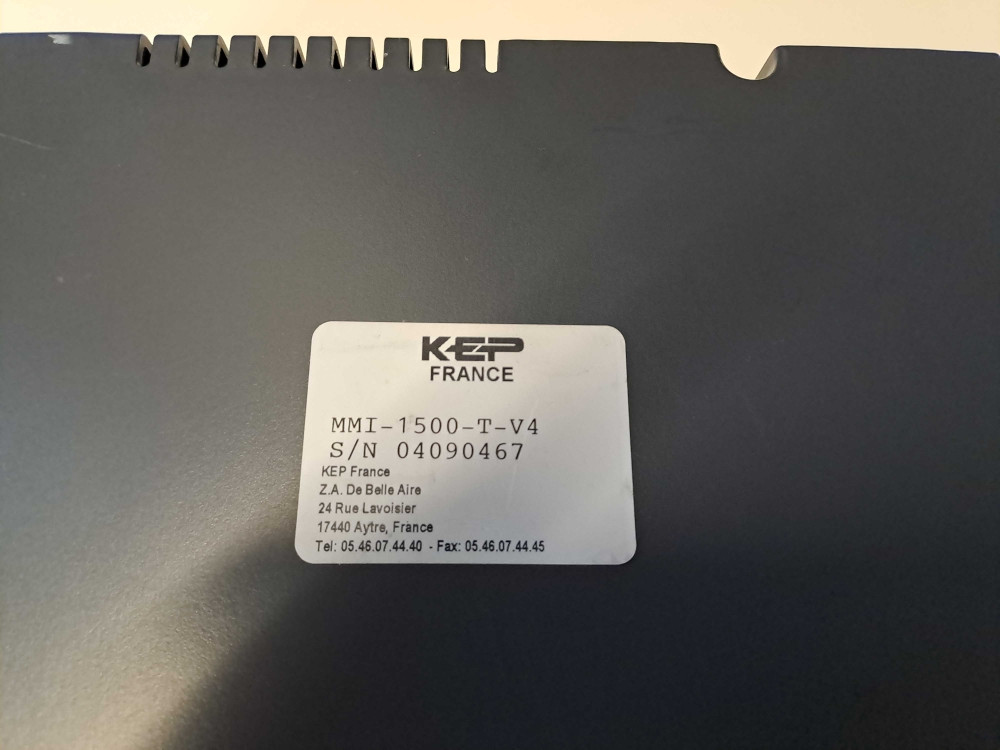 KEP
FRANCE
MMI-1500-T-V4
S/N 04090467
KEP France
Z.A. De Belle Aire
24 Rue Lavoisier
17440 Aytre, France
Tel: 05.46.07.44.40 - Fax: 05.46.07.44.45